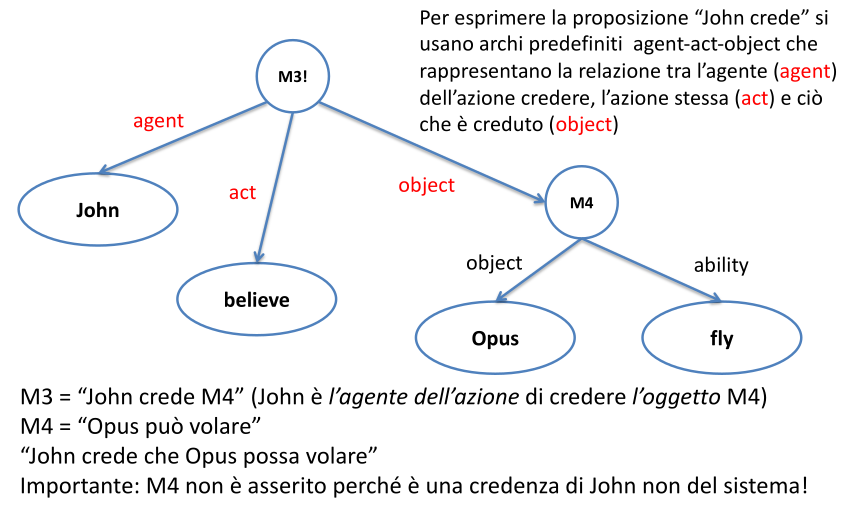 Per esprimere la proposizione “John crede” si
usano archi predefiniti agent-act-object che
rappresentano la relazione tra l’agente (agent)
dell’azione credere, l’azione stessa (act) e ciò
che è creduto (object)
M3!
agent
act
object
John
M4
believe
object
ability
Opus
fly
M3 = “John crede M4” (John è l’agente dell’azione di credere l’oggetto M4)
M4 = “Opus può volare”
“John crede che Opus possa volare”
Importante: M4 non è asserito perché è una credenza di John non del sistema!